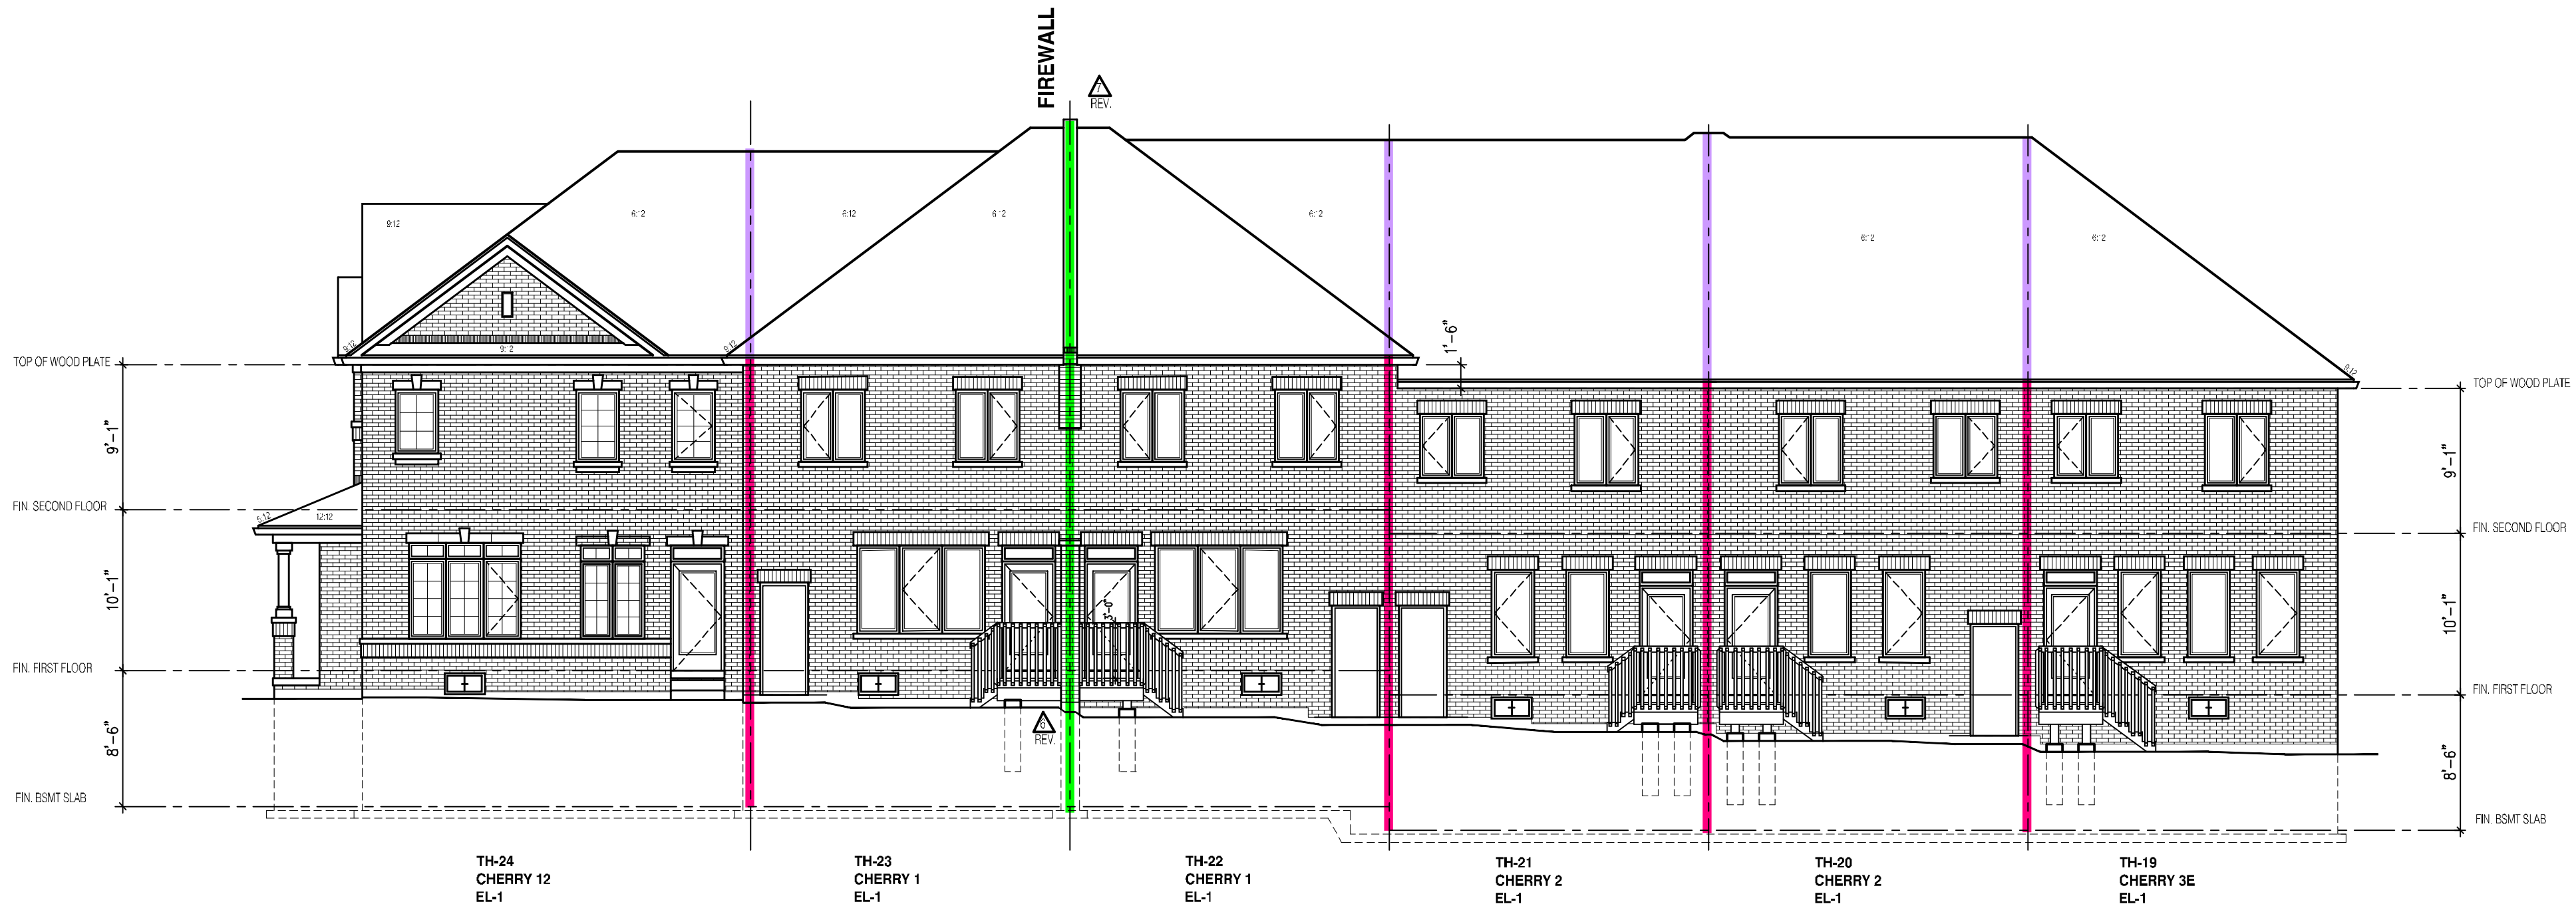 FIREWALL
7
REV.
9:12
6:12
6:12
6:12
6:12
6:12
6:12
9:12
9:12
9:12
1'-6"
TOP OF WOOD PLATE
TOP OF WOOD PLATE
9'-1"
9'-1"
FIN. SECOND FLOOR
FIN. SECOND FLOOR
5:12
12:12
10'-1"
10'-1"
FIN. FIRST FLOOR
FIN. FIRST FLOOR
6
REV.
8'-6"
8'-6"
FIN. BSMT SLAB
FIN. BSMT SLAB
TH-24
CHERRY 12
EL-1
TH-23
CHERRY 1
EL-1
TH-22
CHERRY 1
EL-1
TH-21
CHERRY 2
EL-1
TH-20
CHERRY 2
EL-1
TH-19
CHERRY 3E
EL-1